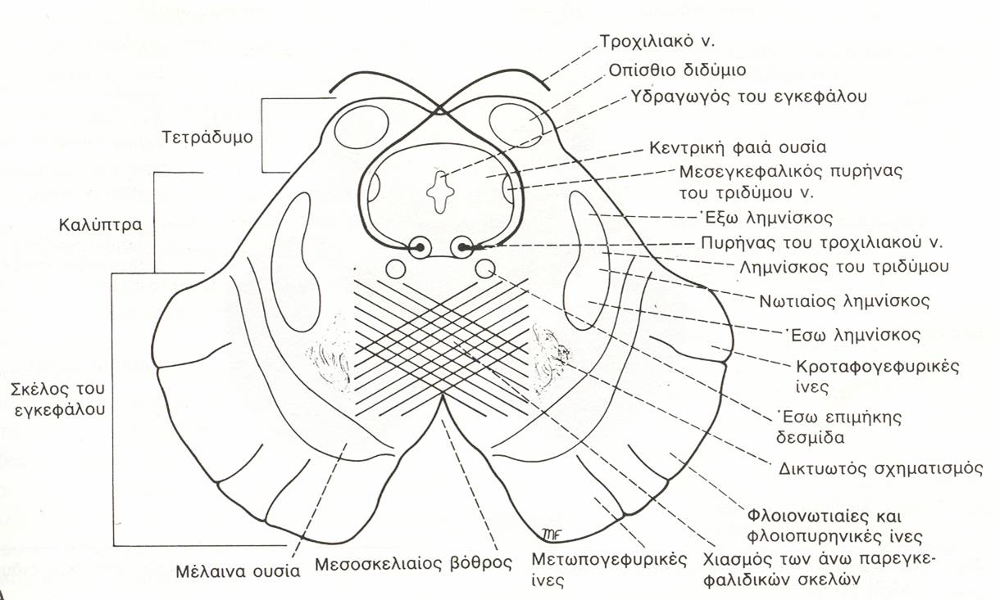 Τροχιλιακό ν.
Οπίσθιο διδύμιο
Υδραγωγός του εγκεφάλου
Τετράδυμο
Κεντρική φαιά ουσία
Μεσεγκεφαλικός πυρήνας
του τριδύμου ν.
Καλύπτρα
Έξω λημνίσκος
Πυρήνας του τροχιλιακού ν.
Λημνίσκος του τριδύμου
Νωτιαίος λημνίσκος
Έσω λημνίσκος
Κροταφογεφυρικές
ίνες
Σκέλος του
εγκεφάλου
Έσω επιμήκης
δεσμίδα
Δικτυωτός σχηματισμός
Φλοιονωτιαίες και
φλοιοπυρηνικές ίνες
MF
Μέλαινα ουσία
Μεσοσκελιαίος βόθρος
Μετωπογεφυρικές
ίνες
Χιασμός των άνω παρεγκε-
φαλιδικών σκελών